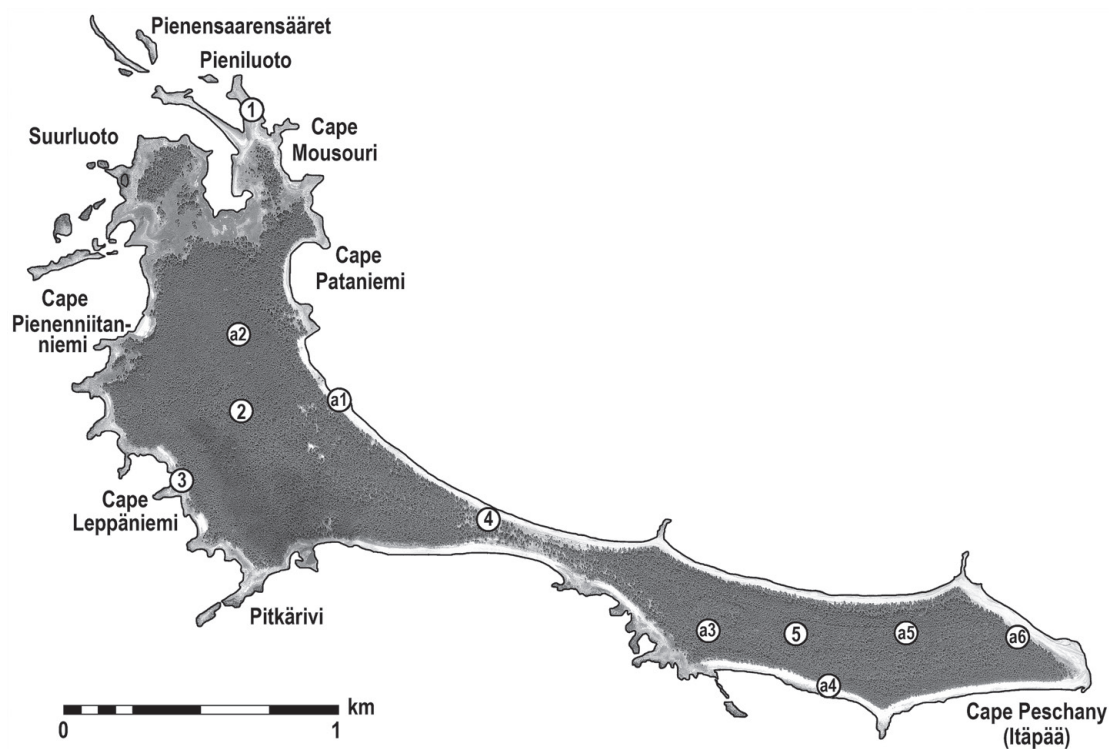 Pienensaarensääret
Pieniluoto
1
Cape
Mousouri
Suurluoto
Cape
Pataniemi
Cape
Pienenniitan-
niemi
a2
a1
2
3
Cape
Leppäniemi
4
Pitkärivi
a3
5
a5
a6
a4
Cape Peschany
(Itäpää)
km
0
1